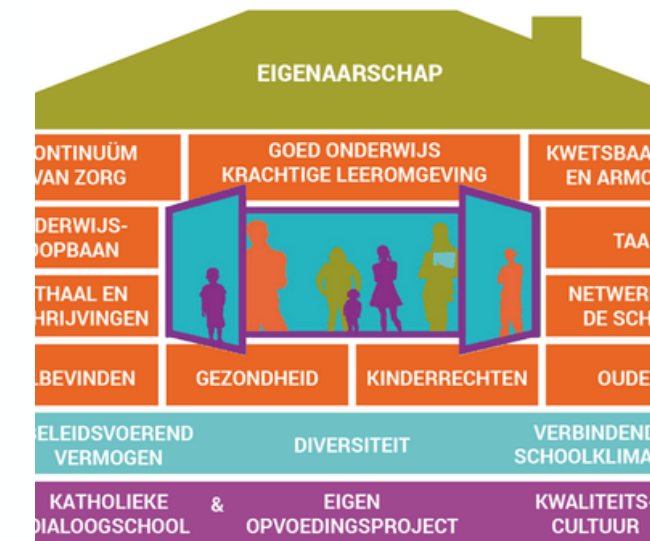 EIGENAARSCHAP
ONTINUÜM
VAN ZORG
GOED ONDERWIJS
KRACHTIGE LEEROMGEVING
KWETSBAA
EN ARMO
DERWIJS-
OOPBAAN
TAA
THAAL EN
HRIJVINGEN
NETWER
DE SCH
LBEVINDEN
GEZONDHEID
KINDERRECHTEN
OUDE
ELEIDSVOEREND
VERMOGEN
DIVERSITEIT
VERBINDEND
SCHOOLKLIMA
KATHOLIEKE
DIALOOGSCHOOL
&
EIGEN
OPVOEDINGSPROJECT
KWALITEITS-
CULTUUR